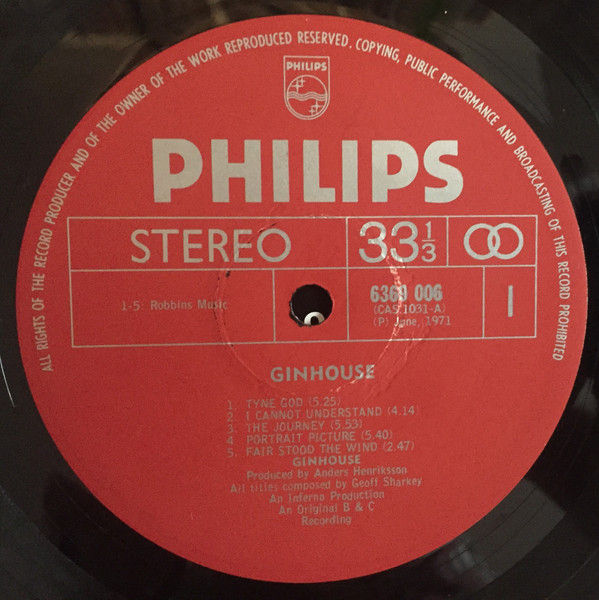 ALL RIGHTS OF THE RECORD PRODUCER AND OF THE OWNER OF THE WORK REPRODUCED RESERVED. COPYING, PUBLIC PERFORMANCE AND BROADCASTING OF THIS RECORD PROHIBITED
PHILIPS
PHILIPS
STEREO
33 1/3
1-5: Robbins Music
6369 006
(CAS 1031-A)
(P) June, 1971
1
GINHOUSE
1. TYNE GOD (5.25)
2. I CANNOT UNDERSTAND (4.14)
3. THE JOURNEY (5.53)
4. PORTRAIT PICTURE (5.40)
5. FAIR STOOD THE WIND (2.47)
GINHOUSE
Produced by Anders Henriksson
All titles composed by Geoff Sharkey
An Inferno Production
An Original B & C
Recording